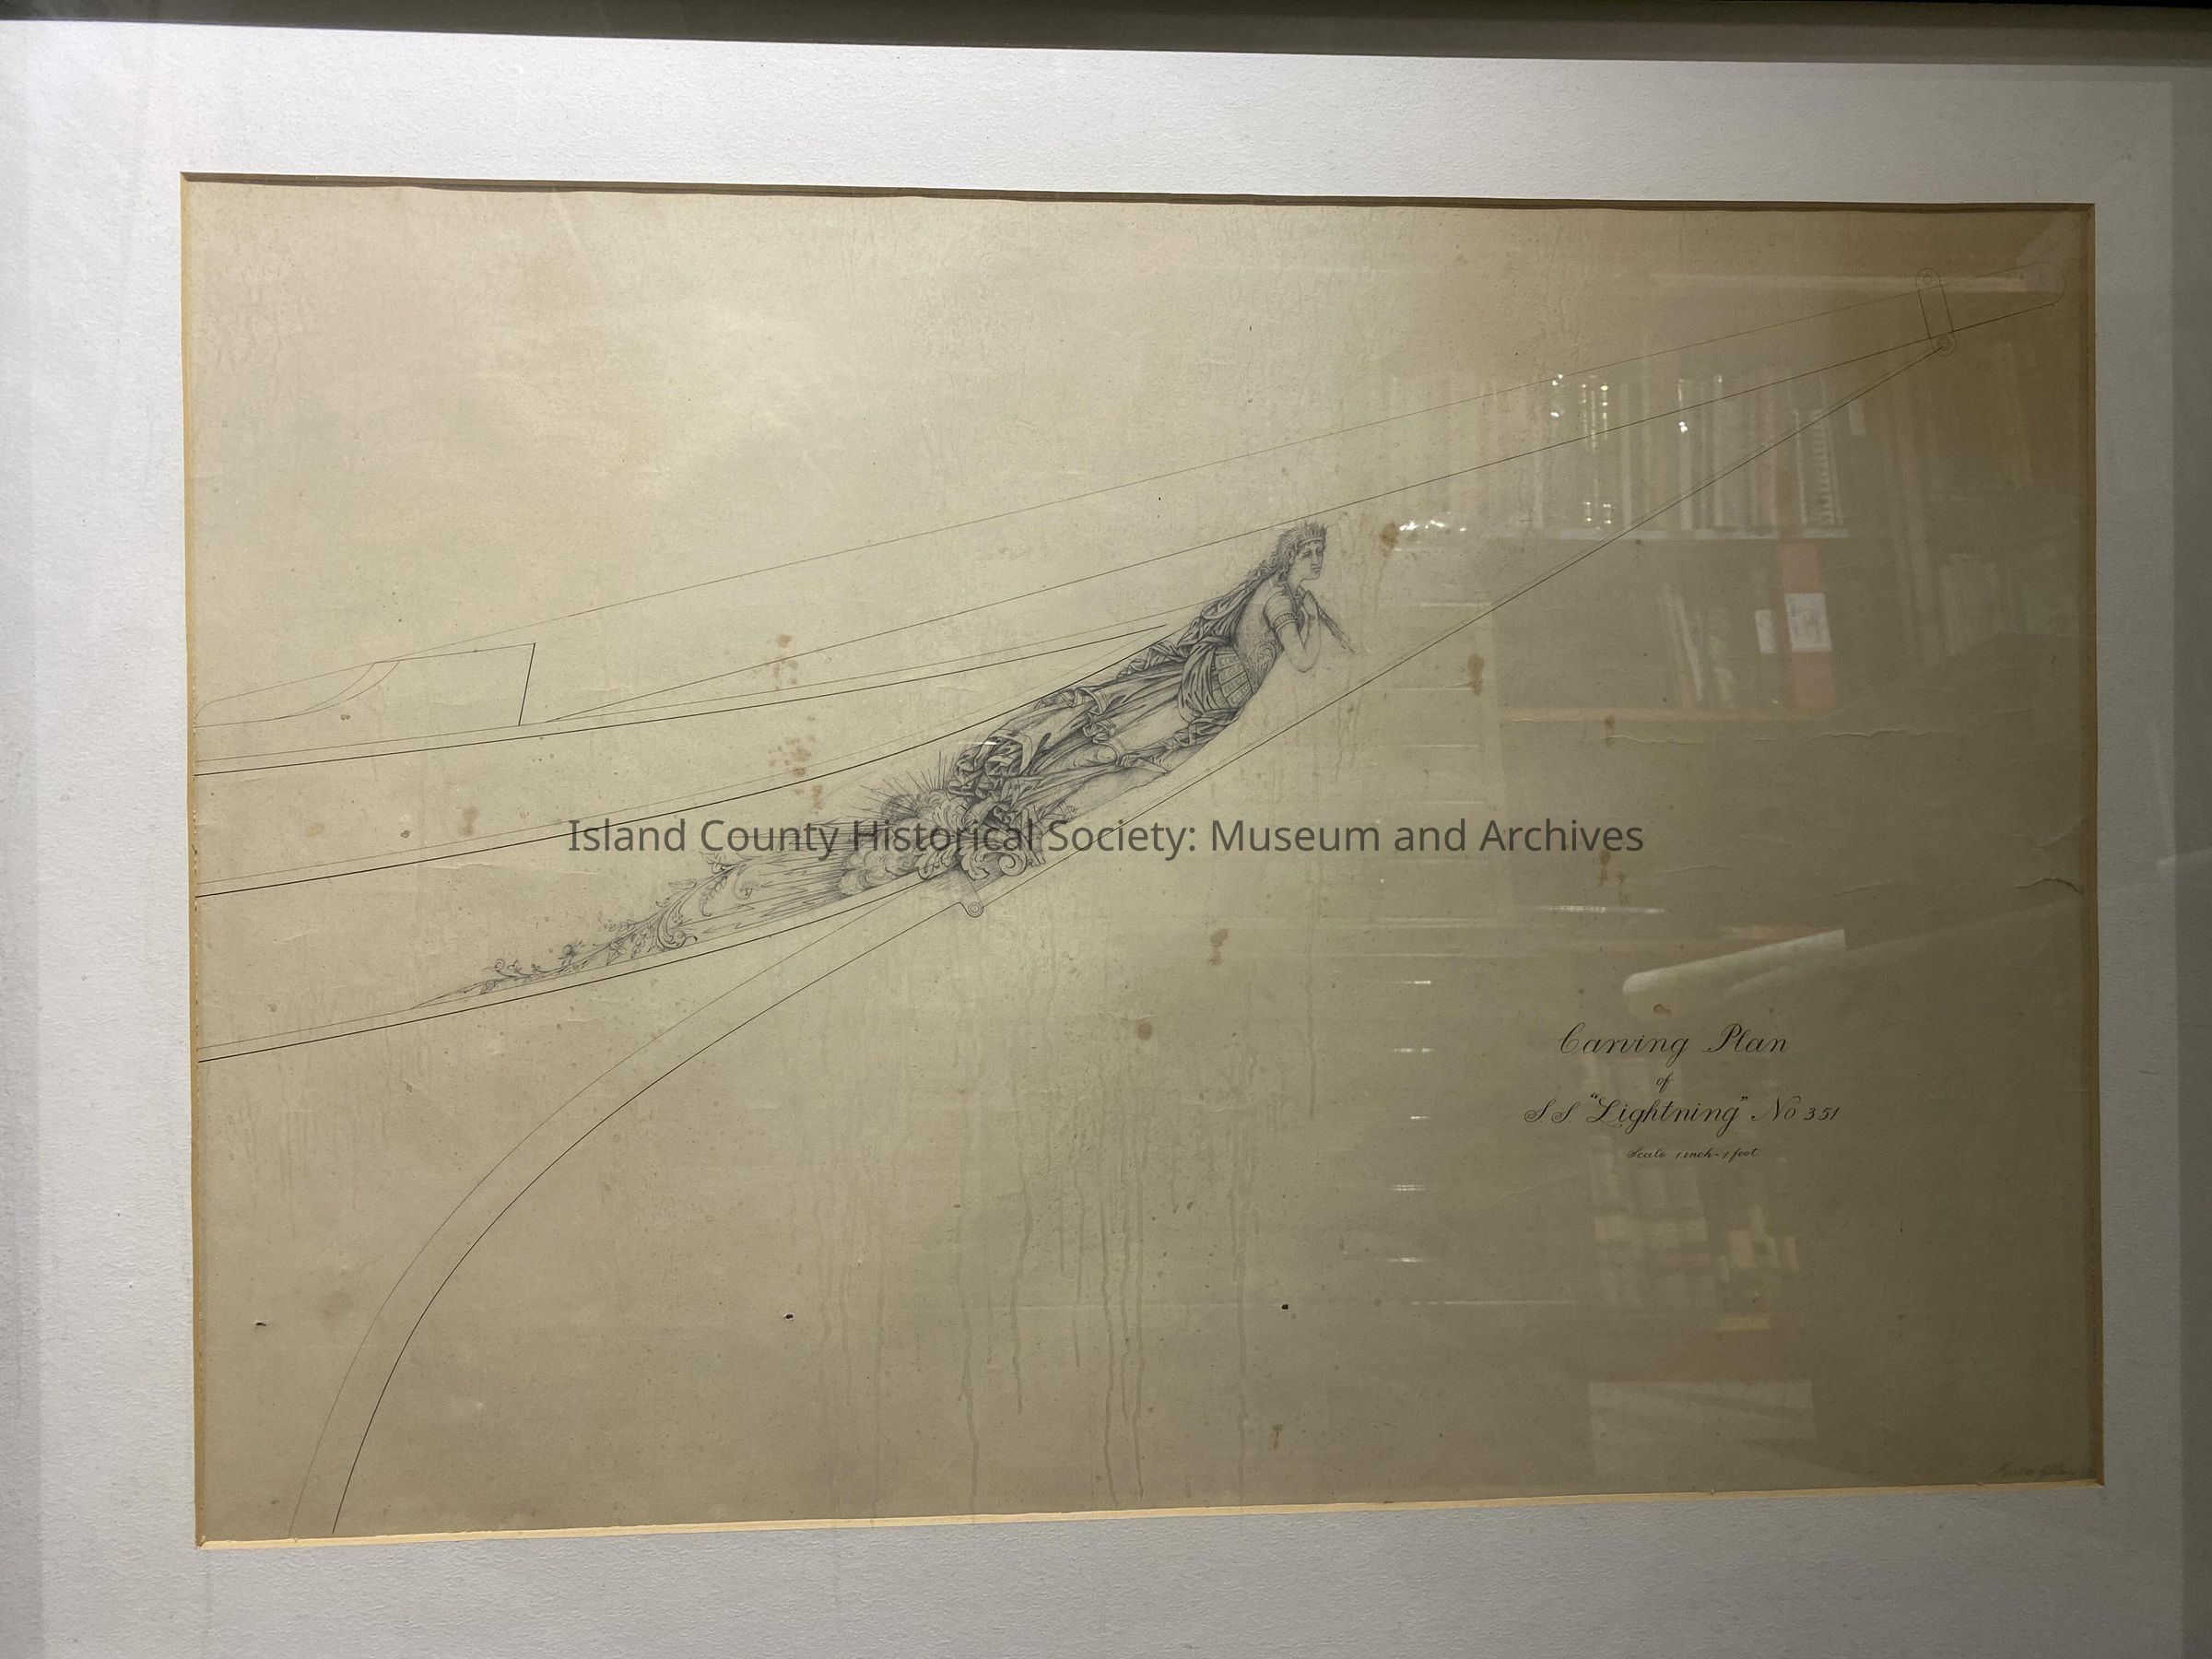 Island County Historical Society: Museum and Archives
Carving Plan
of
S.S. "Lightning" No 351
Scale 1 inch = 1 foot